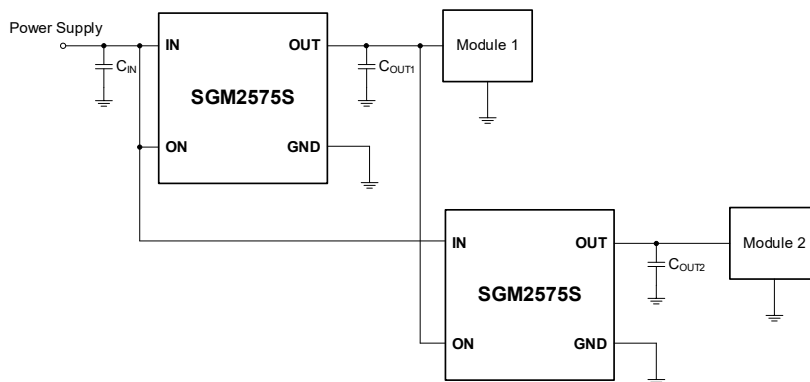 Power Supply
IN
OUT
Module 1
C_IN
C_OUT1
SGM2575S
ON
GND
IN
OUT
Module 2
C_OUT2
SGM2575S
ON
GND